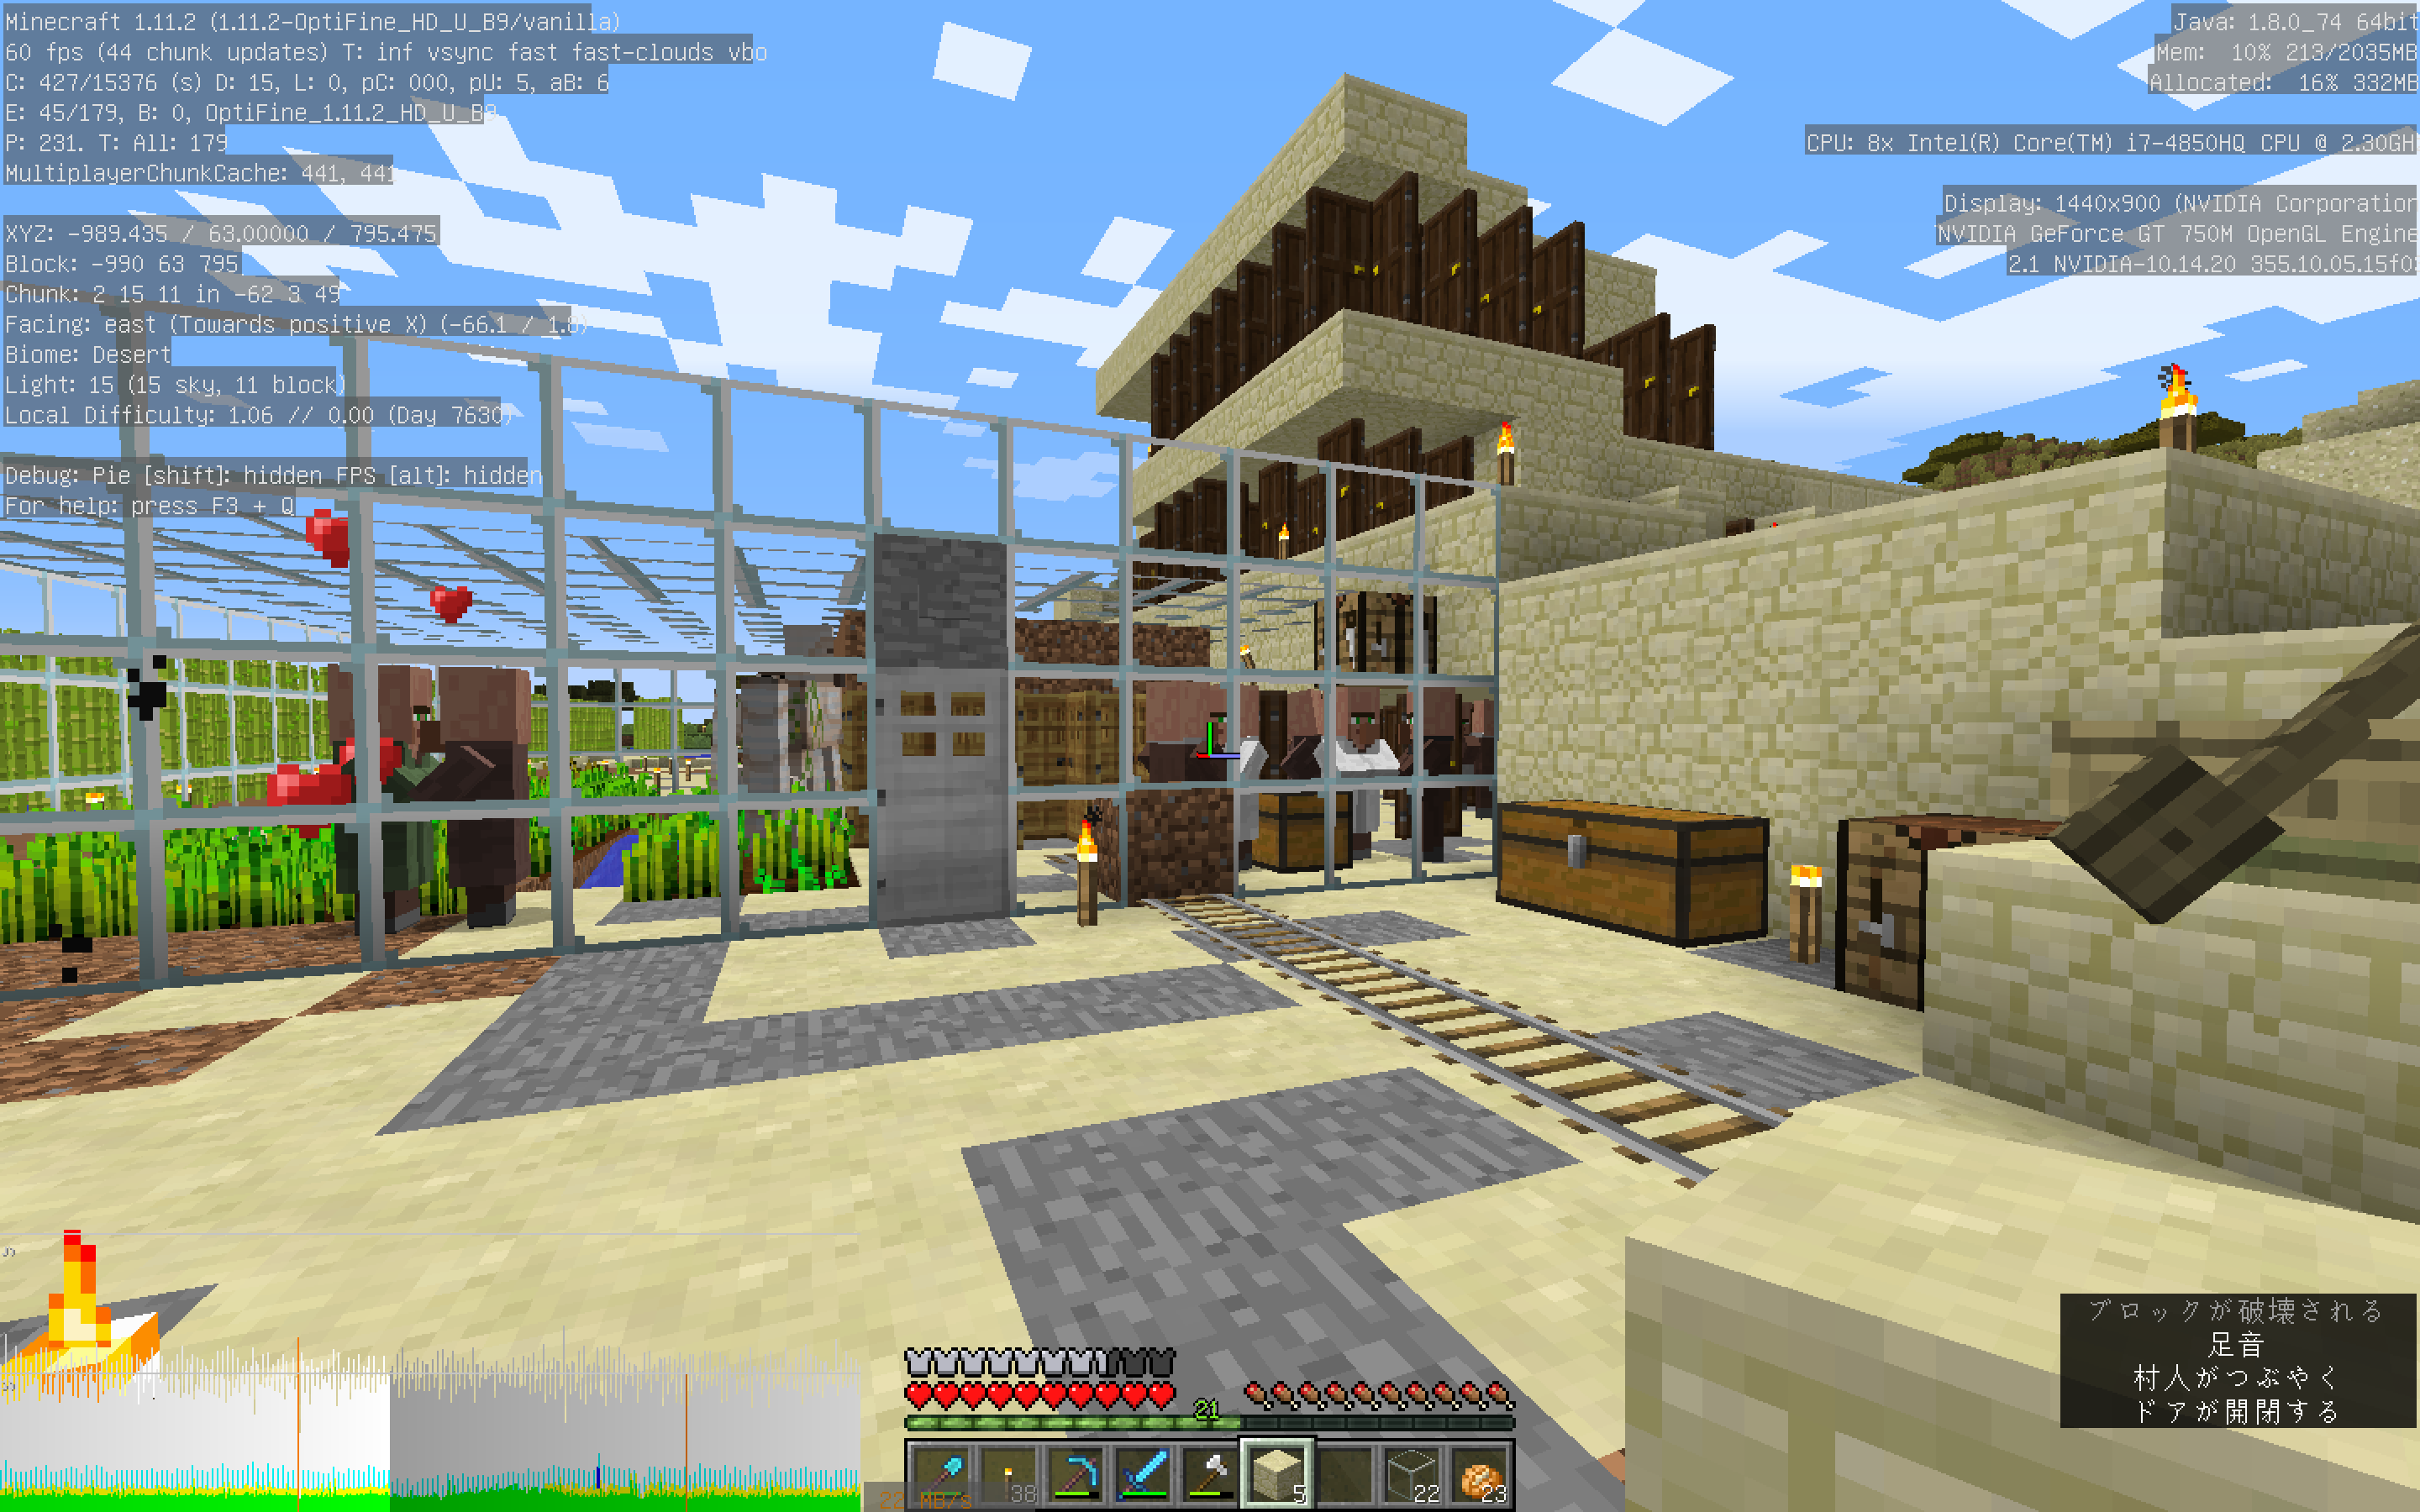 Minecraft 1.11.2 (1.11.2-OptiFine_HD_U_B9/vanilla)
60 fps (44 chunk updates) T: inf vsync fast fast-clouds vbo
C: 427/15376 (s) D: 15, L: 0, pC: 000, pU: 5, aB: 6
E: 45/179, B: 0, OptiFine_1.11.2_HD_U_B9
P: 231. T: All: 179
MultiplayerChunkCache: 441, 441
XYZ: -989.435 / 63.00000 / 795.475
Block: -990 63 795
Chunk: 2 15 11 in -62 3 49
Facing: east (Towards positive X) (-66.1 / 1.8)
Biome: Desert
Light: 15 (15 sky, 11 block)
Local Difficulty: 1.06 // 0.00 (Day 7630)
Debug: Pie [shift]: hidden FPS [alt]: hidden
For help: press F3 + Q
Java: 1.8.0_74 64bit
Mem: 10% 213/2035MB
Allocated: 16% 332MB
CPU: 8x Intel(R) Core(TM) i7-4850HQ CPU @ 2.30GH
Display: 1440x900 (NVIDIA Corporation
NVIDIA GeForce GT 750M OpenGL Engine
2.1 NVIDIA-10.14.20 355.10.05.15f0
ブロックが破壊される
足音
村人がつぶやく
ドアが開閉する
21
22 MB/s
38
5
22
23